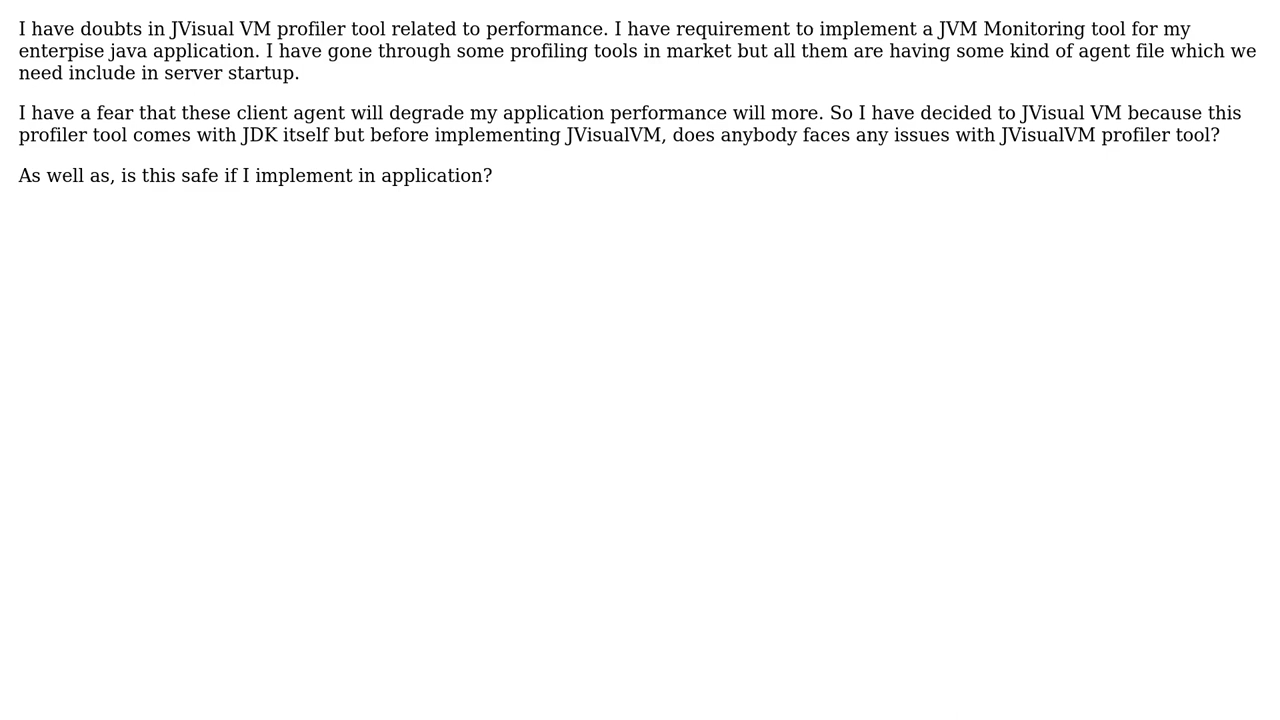 I have doubts in JVisual VM profiler tool related to performance. I have requirement to implement a JVM Monitoring tool for my
enterpise java application. I have gone through some profiling tools in market but all them are having some kind of agent file which we
need include in server startup.
I have a fear that these client agent will degrade my application performance will more. So I have decided to JVisual VM because this
profiler tool comes with JDK itself but before implementing JVisualVM, does anybody faces any issues with JVisualVM profiler tool?
As well as, is this safe if I implement in application?